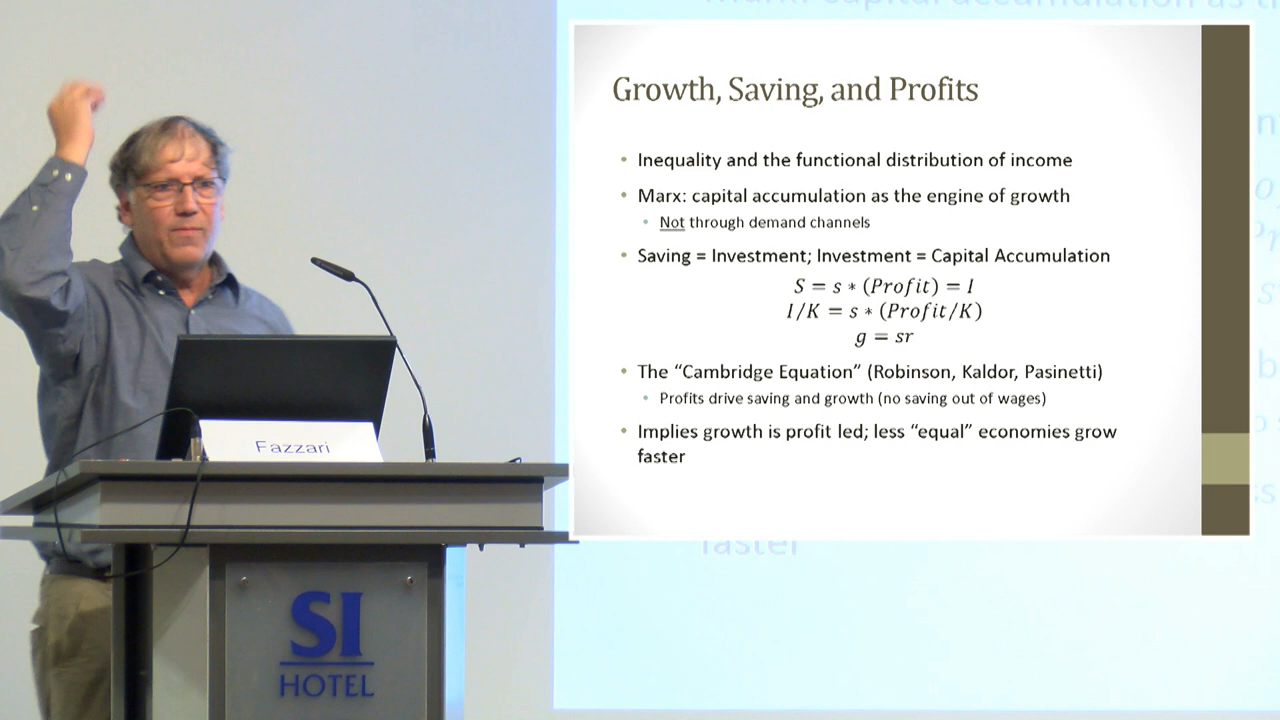 Growth, Saving, and Profits
• Inequality and the functional distribution of income
• Marx: capital accumulation as the engine of growth
• Not through demand channels
• Saving = Investment; Investment = Capital Accumulation
S = s ∗ (Profit) = I
I/K = s ∗ (Profit/K)
g = sr
• The “Cambridge Equation” (Robinson, Kaldor, Pasinetti)
• Profits drive saving and growth (no saving out of wages)
• Implies growth is profit led; less “equal” economies grow
faster
faster
Fazzari
SI
HOTEL